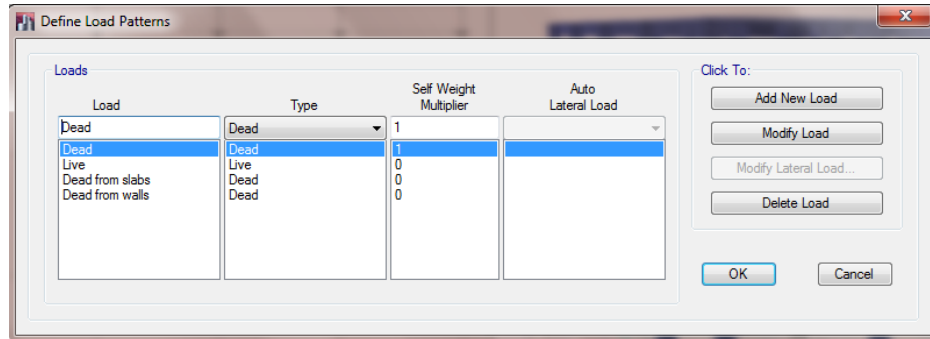 Define Load Patterns
Loads
Click To:
Load Type Self Weight Multiplier Auto Lateral Load
Dead Dead 1
Dead Dead 1
Live Live 0
Dead from slabs Dead 0
Dead from walls Dead 0
Add New Load
Modify Load
Modify Lateral Load...
Delete Load
OK Cancel